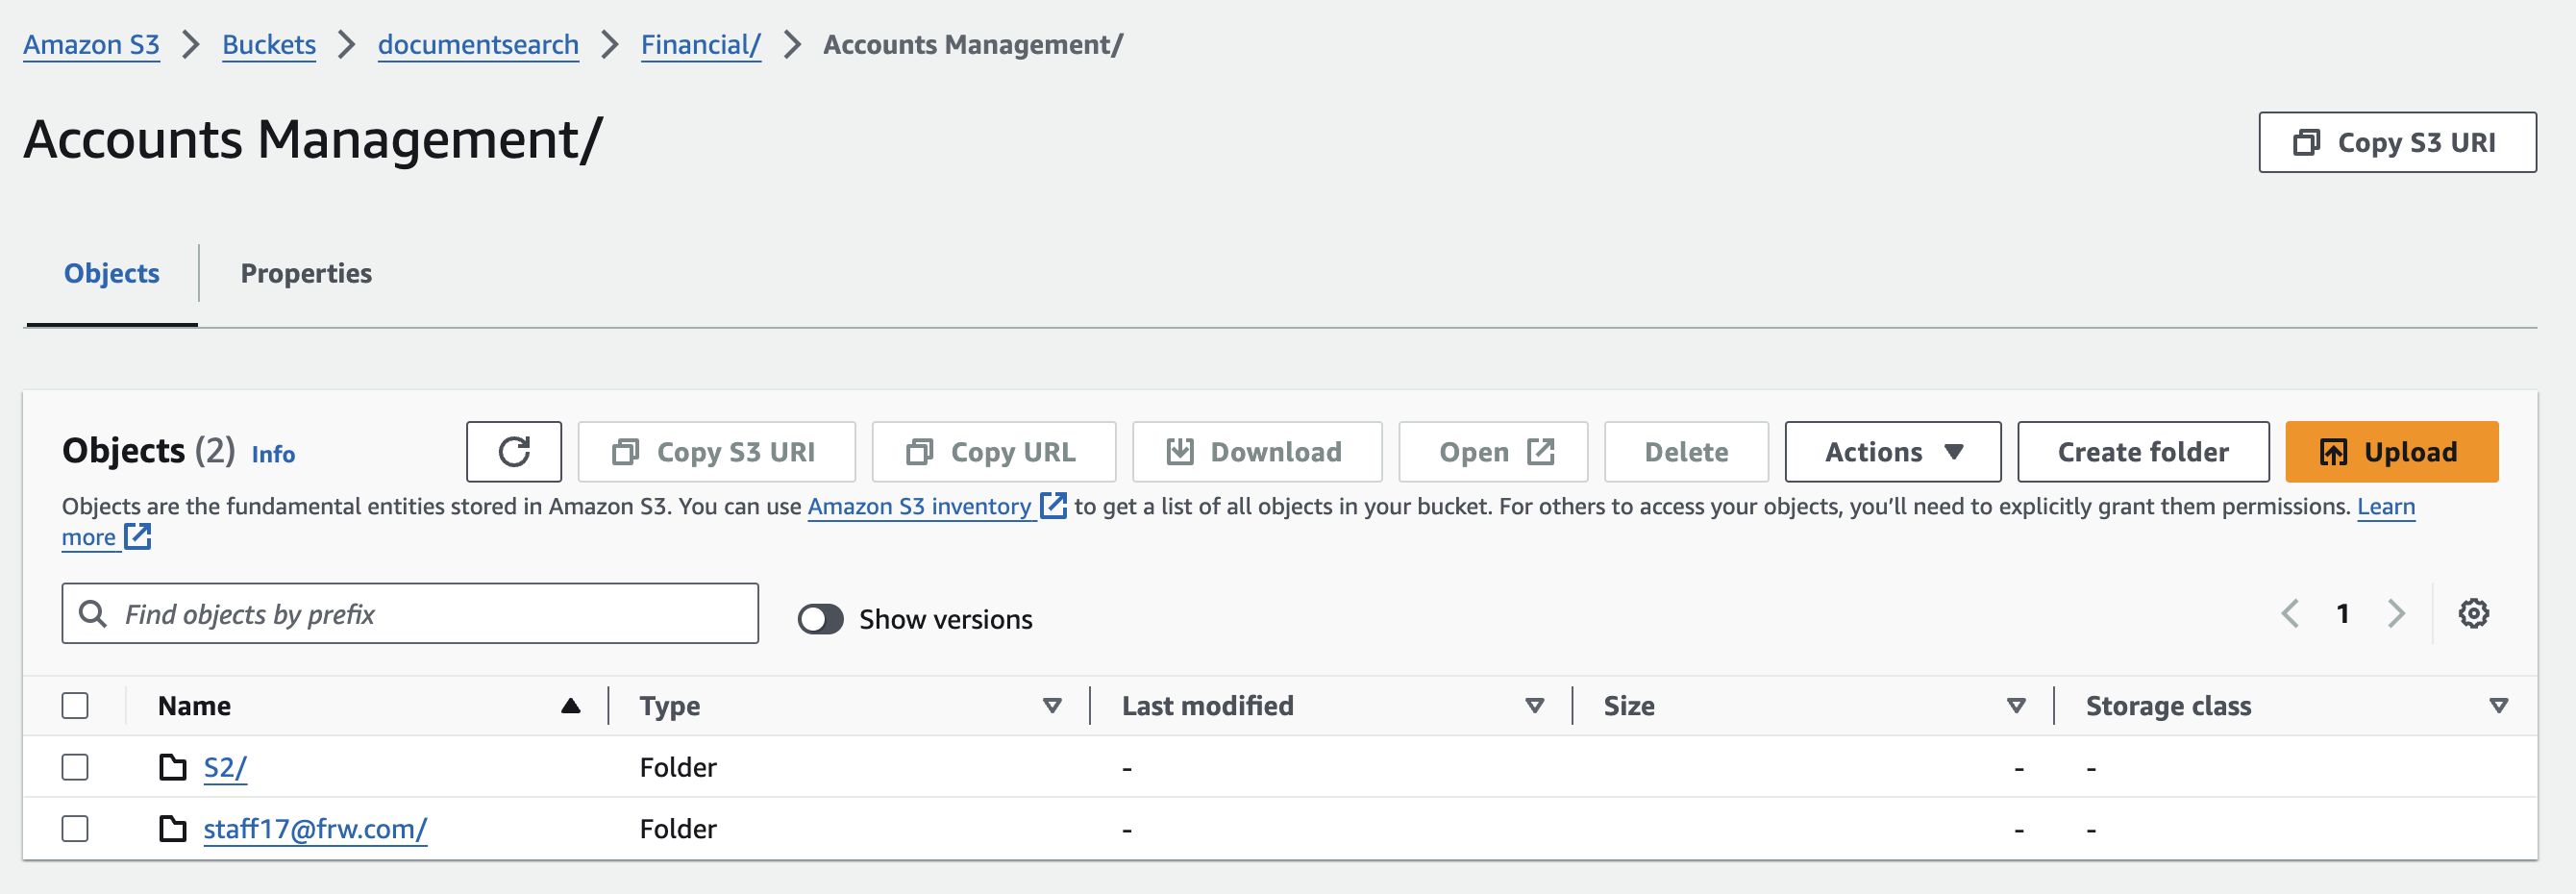 Amazon S3 > Buckets > documentsearch > Financial/ > Accounts Management/
Accounts Management/
Copy S3 URI
Objects
Properties
Objects (2) Info
Copy S3 URI
Copy URL
Download
Open
Delete
Actions
Create folder
Upload
Objects are the fundamental entities stored in Amazon S3. You can use Amazon S3 inventory to get a list of all objects in your bucket. For others to access your objects, you’ll need to explicitly grant them permissions. Learn
more
Find objects by prefix
Show versions
1
Name Type Last modified Size Storage class
S2/ Folder - - -
staff17@frw.com/ Folder - - -